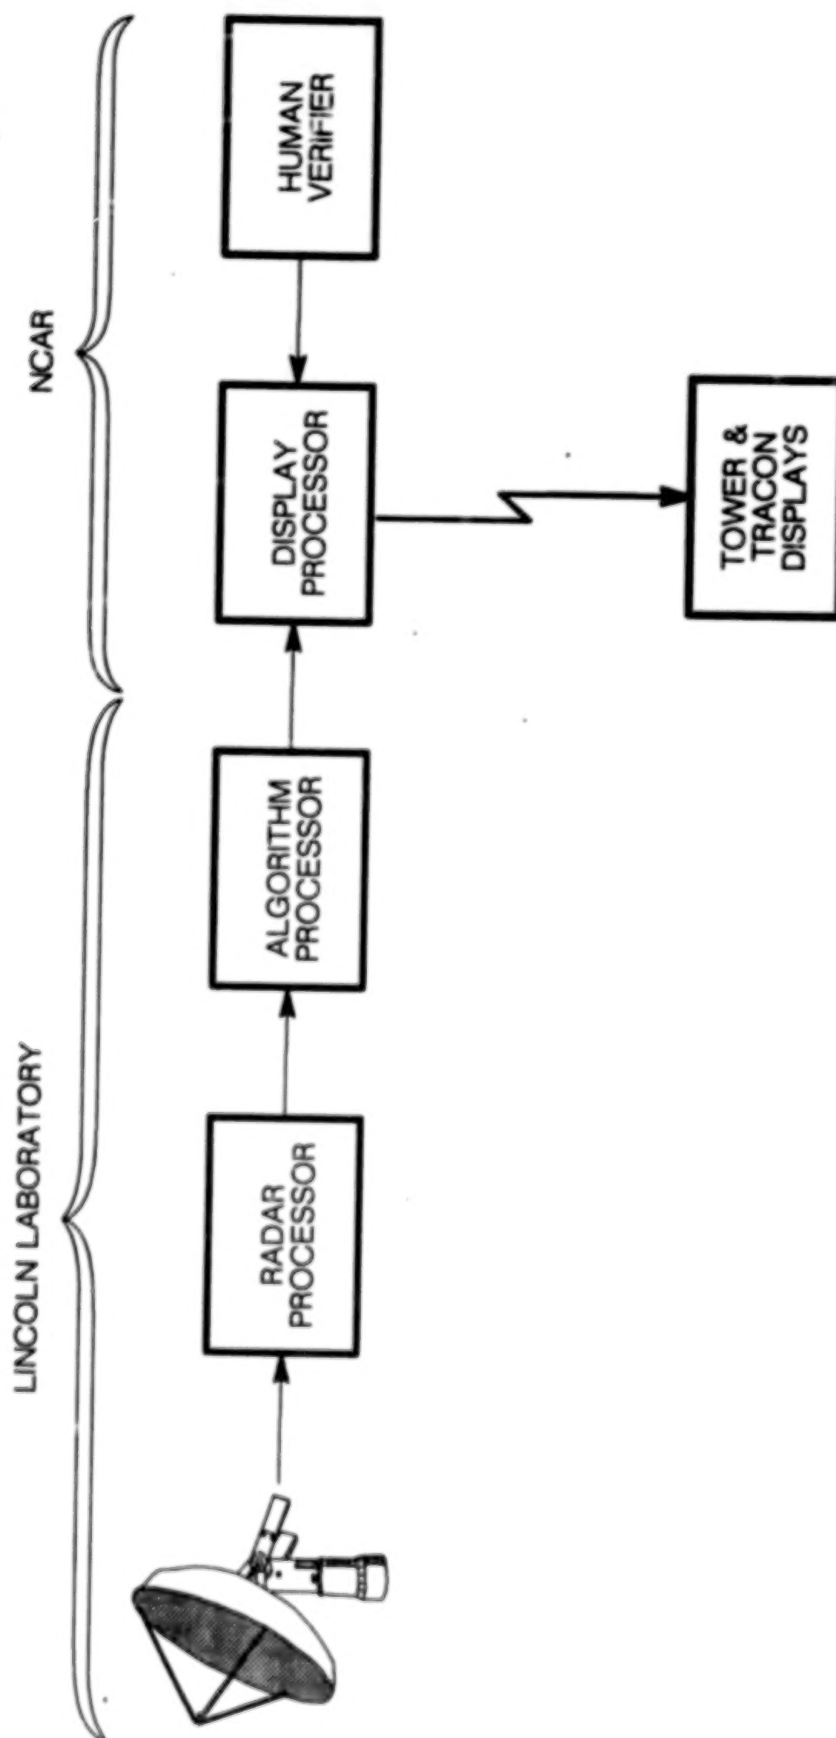 LINCOLN LABORATORY
NCAR
RADAR
PROCESSOR
ALGORITHM
PROCESSOR
DISPLAY
PROCESSOR
HUMAN
VERIFIER
TOWER &
TRACON
DISPLAYS